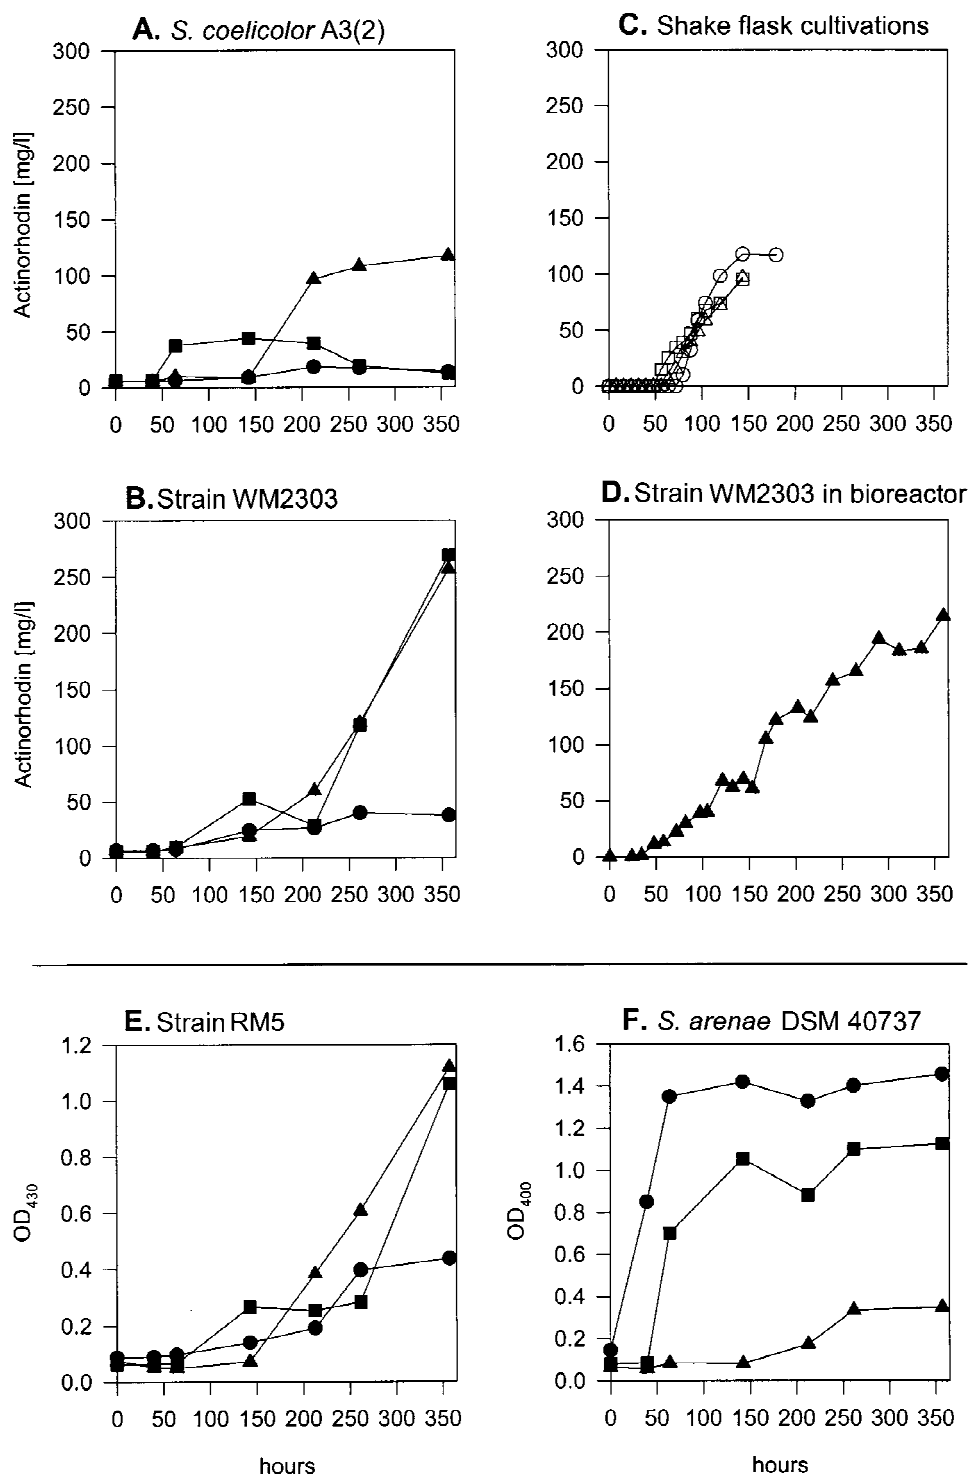 A. S. coelicolor A3(2)
300
250
200
150
100
50
0
Actinorhodin [mg/l]
0 50 100 150 200 250 300 350
C. Shake flask cultivations
300
250
200
150
100
50
0
0 50 100 150 200 250 300 350
B. Strain WM2303
300
250
200
150
100
50
0
Actinorhodin [mg/l]
0 50 100 150 200 250 300 350
D. Strain WM2303 in bioreactor
300
250
200
150
100
50
0
0 50 100 150 200 250 300 350
E. Strain RM5
1.2
1.0
0.8
0.6
0.4
0.2
0.0
OD430
0 50 100 150 200 250 300 350
hours
F. S. arenae DSM 40737
1.6
1.4
1.2
1.0
0.8
0.6
0.4
0.2
0.0
OD400
0 50 100 150 200 250 300 350
hours